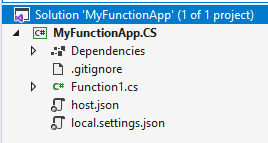 Solution 'MyFunctionApp' (1 of 1 project)
C# MyFunctionApp.CS
Dependencies
.gitignore
C# Function1.cs
host.json
local.settings.json